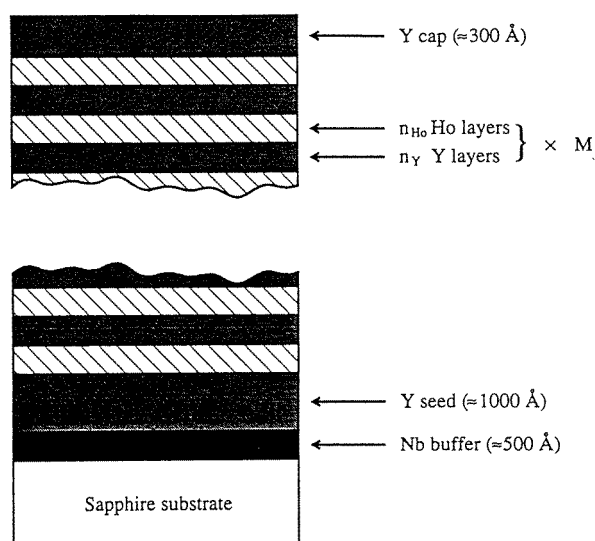 Y cap (≈300 Å)
n_Ho Ho layers
n_Y Y layers
} × M
Y seed (≈1000 Å)
Nb buffer (≈500 Å)
Sapphire substrate